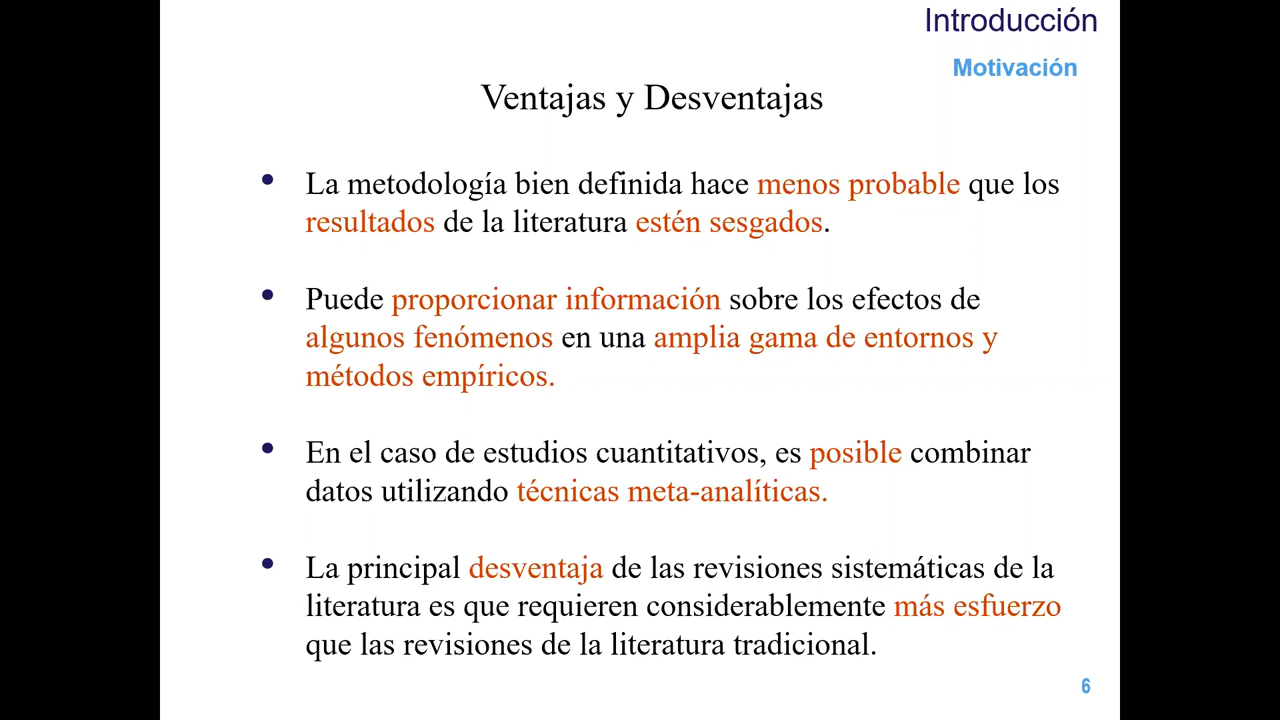 Introducción
Motivación
Ventajas y Desventajas
• La metodología bien definida hace menos probable que los
resultados de la literatura estén sesgados.
• Puede proporcionar información sobre los efectos de
algunos fenómenos en una amplia gama de entornos y
métodos empíricos.
• En el caso de estudios cuantitativos, es posible combinar
datos utilizando técnicas meta-analíticas.
• La principal desventaja de las revisiones sistemáticas de la
literatura es que requieren considerablemente más esfuerzo
que las revisiones de la literatura tradicional.
6